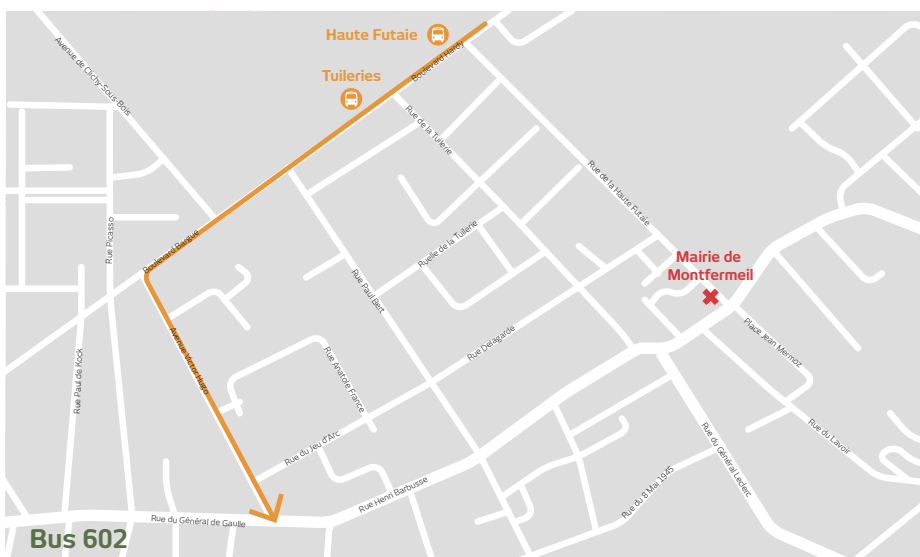 Haute Futaie
Tuileries
Boulevard Hardy
Avenue de Clichy-Sous-Bois
Rue de la Tuilerie
Rue de la Haute Futaie
Rue Picasso
Boulevard Bargue
Ruelle de la Tuilerie
Mairie de
Montfermeil
Rue Paul Bert
Place Jean Mermoz
Rue Delagarde
Avenue Victor Hugo
Rue Anatole France
Rue Paul de Kock
Rue du Jeu d'Arc
Rue du Lavoir
Rue du Général Leclerc
Rue Henri Barbusse
Rue du 8 Mai 1945
Rue du Général de Gaulle
Bus 602